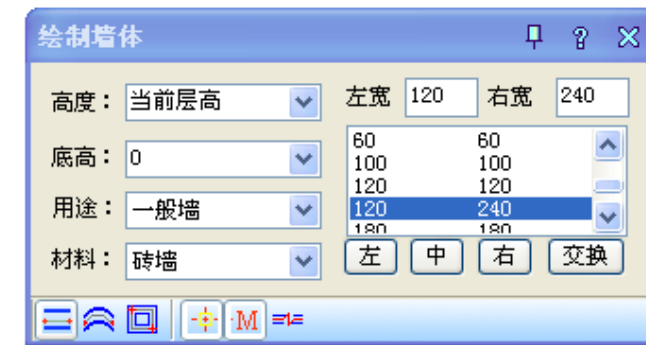 绘制墙体
高度： 当前层高
左宽 120 右宽 240
底高： 0
60 60
100 100
120 120
120 240
180 180
用途： 一般墙
材料： 砖墙
左 中 右 交换
M